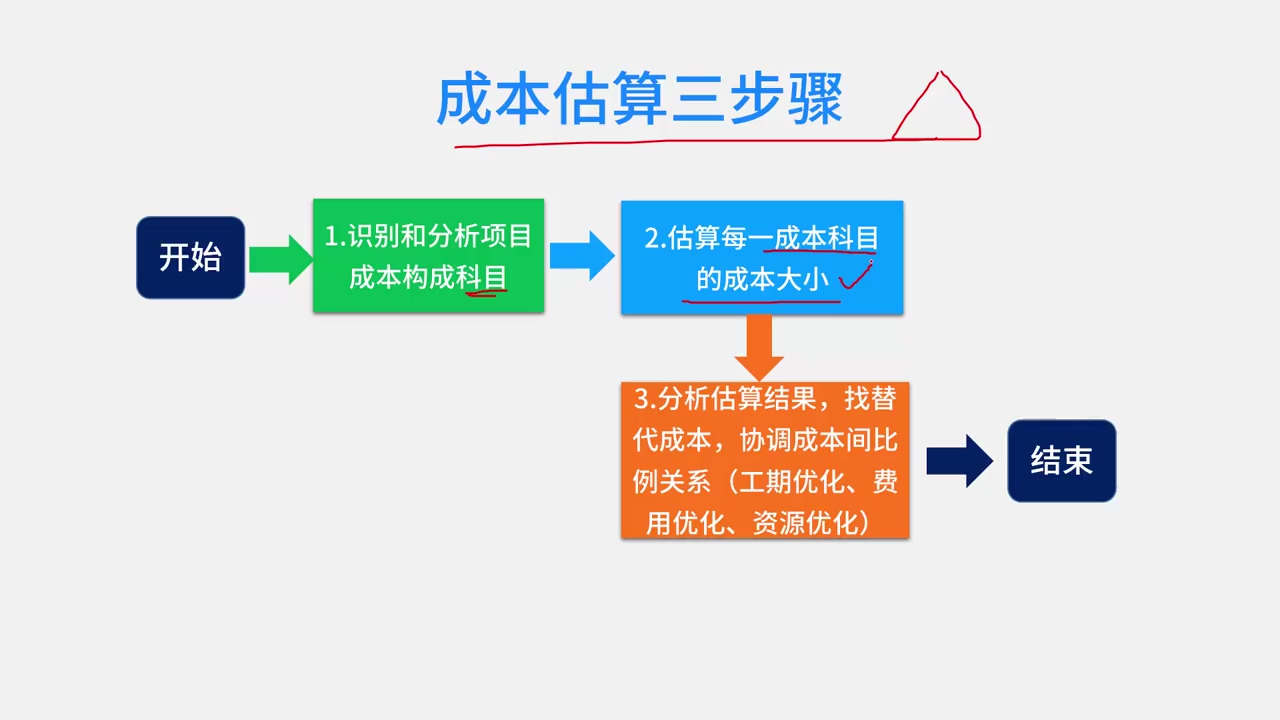 成本估算三步骤
开始
1.识别和分析项目
成本构成科目
2.估算每一成本科目
的成本大小
3.分析估算结果，找替
代成本，协调成本间比
例关系（工期优化、费
用优化、资源优化）
结束